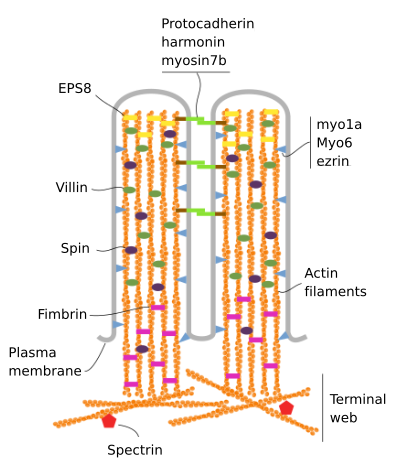 Protocadherin
harmonin
myosin7b
EPS8
myo1a
Myo6
ezrin
Villin
Spin
Actin
filaments
Fimbrin
Plasma
membrane
Terminal
web
Spectrin